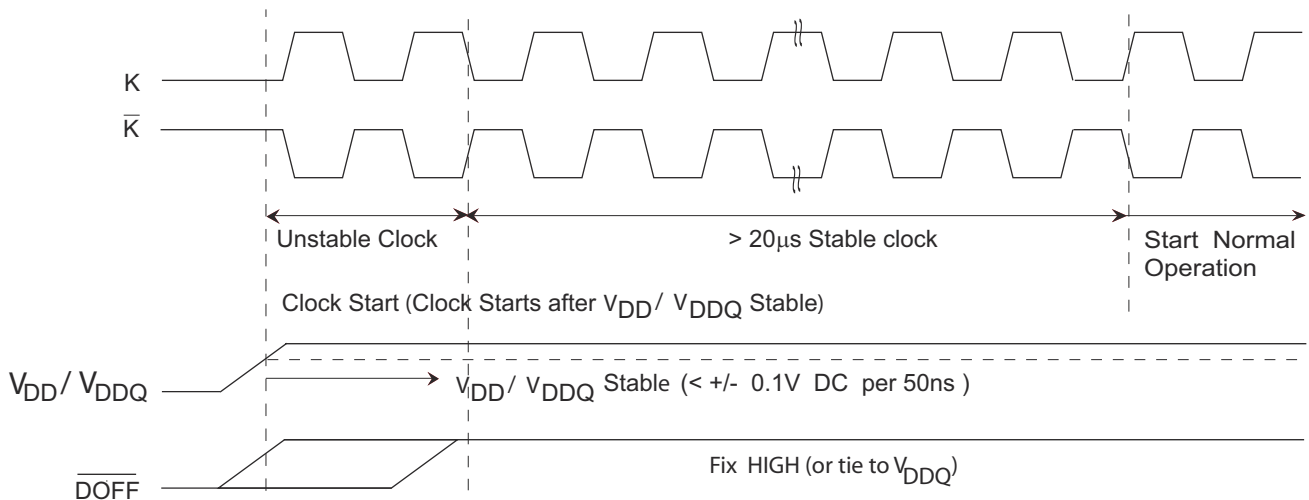 K
K̅
Unstable Clock
> 20μs Stable clock
Start Normal
Operation
Clock Start (Clock Starts after VDD/ VDDQ Stable)
VDD/ VDDQ
VDD/ VDDQ Stable (< +/- 0.1V DC per 50ns )
Fix HIGH (or tie to VDDQ)
D̅O̅F̅F̅